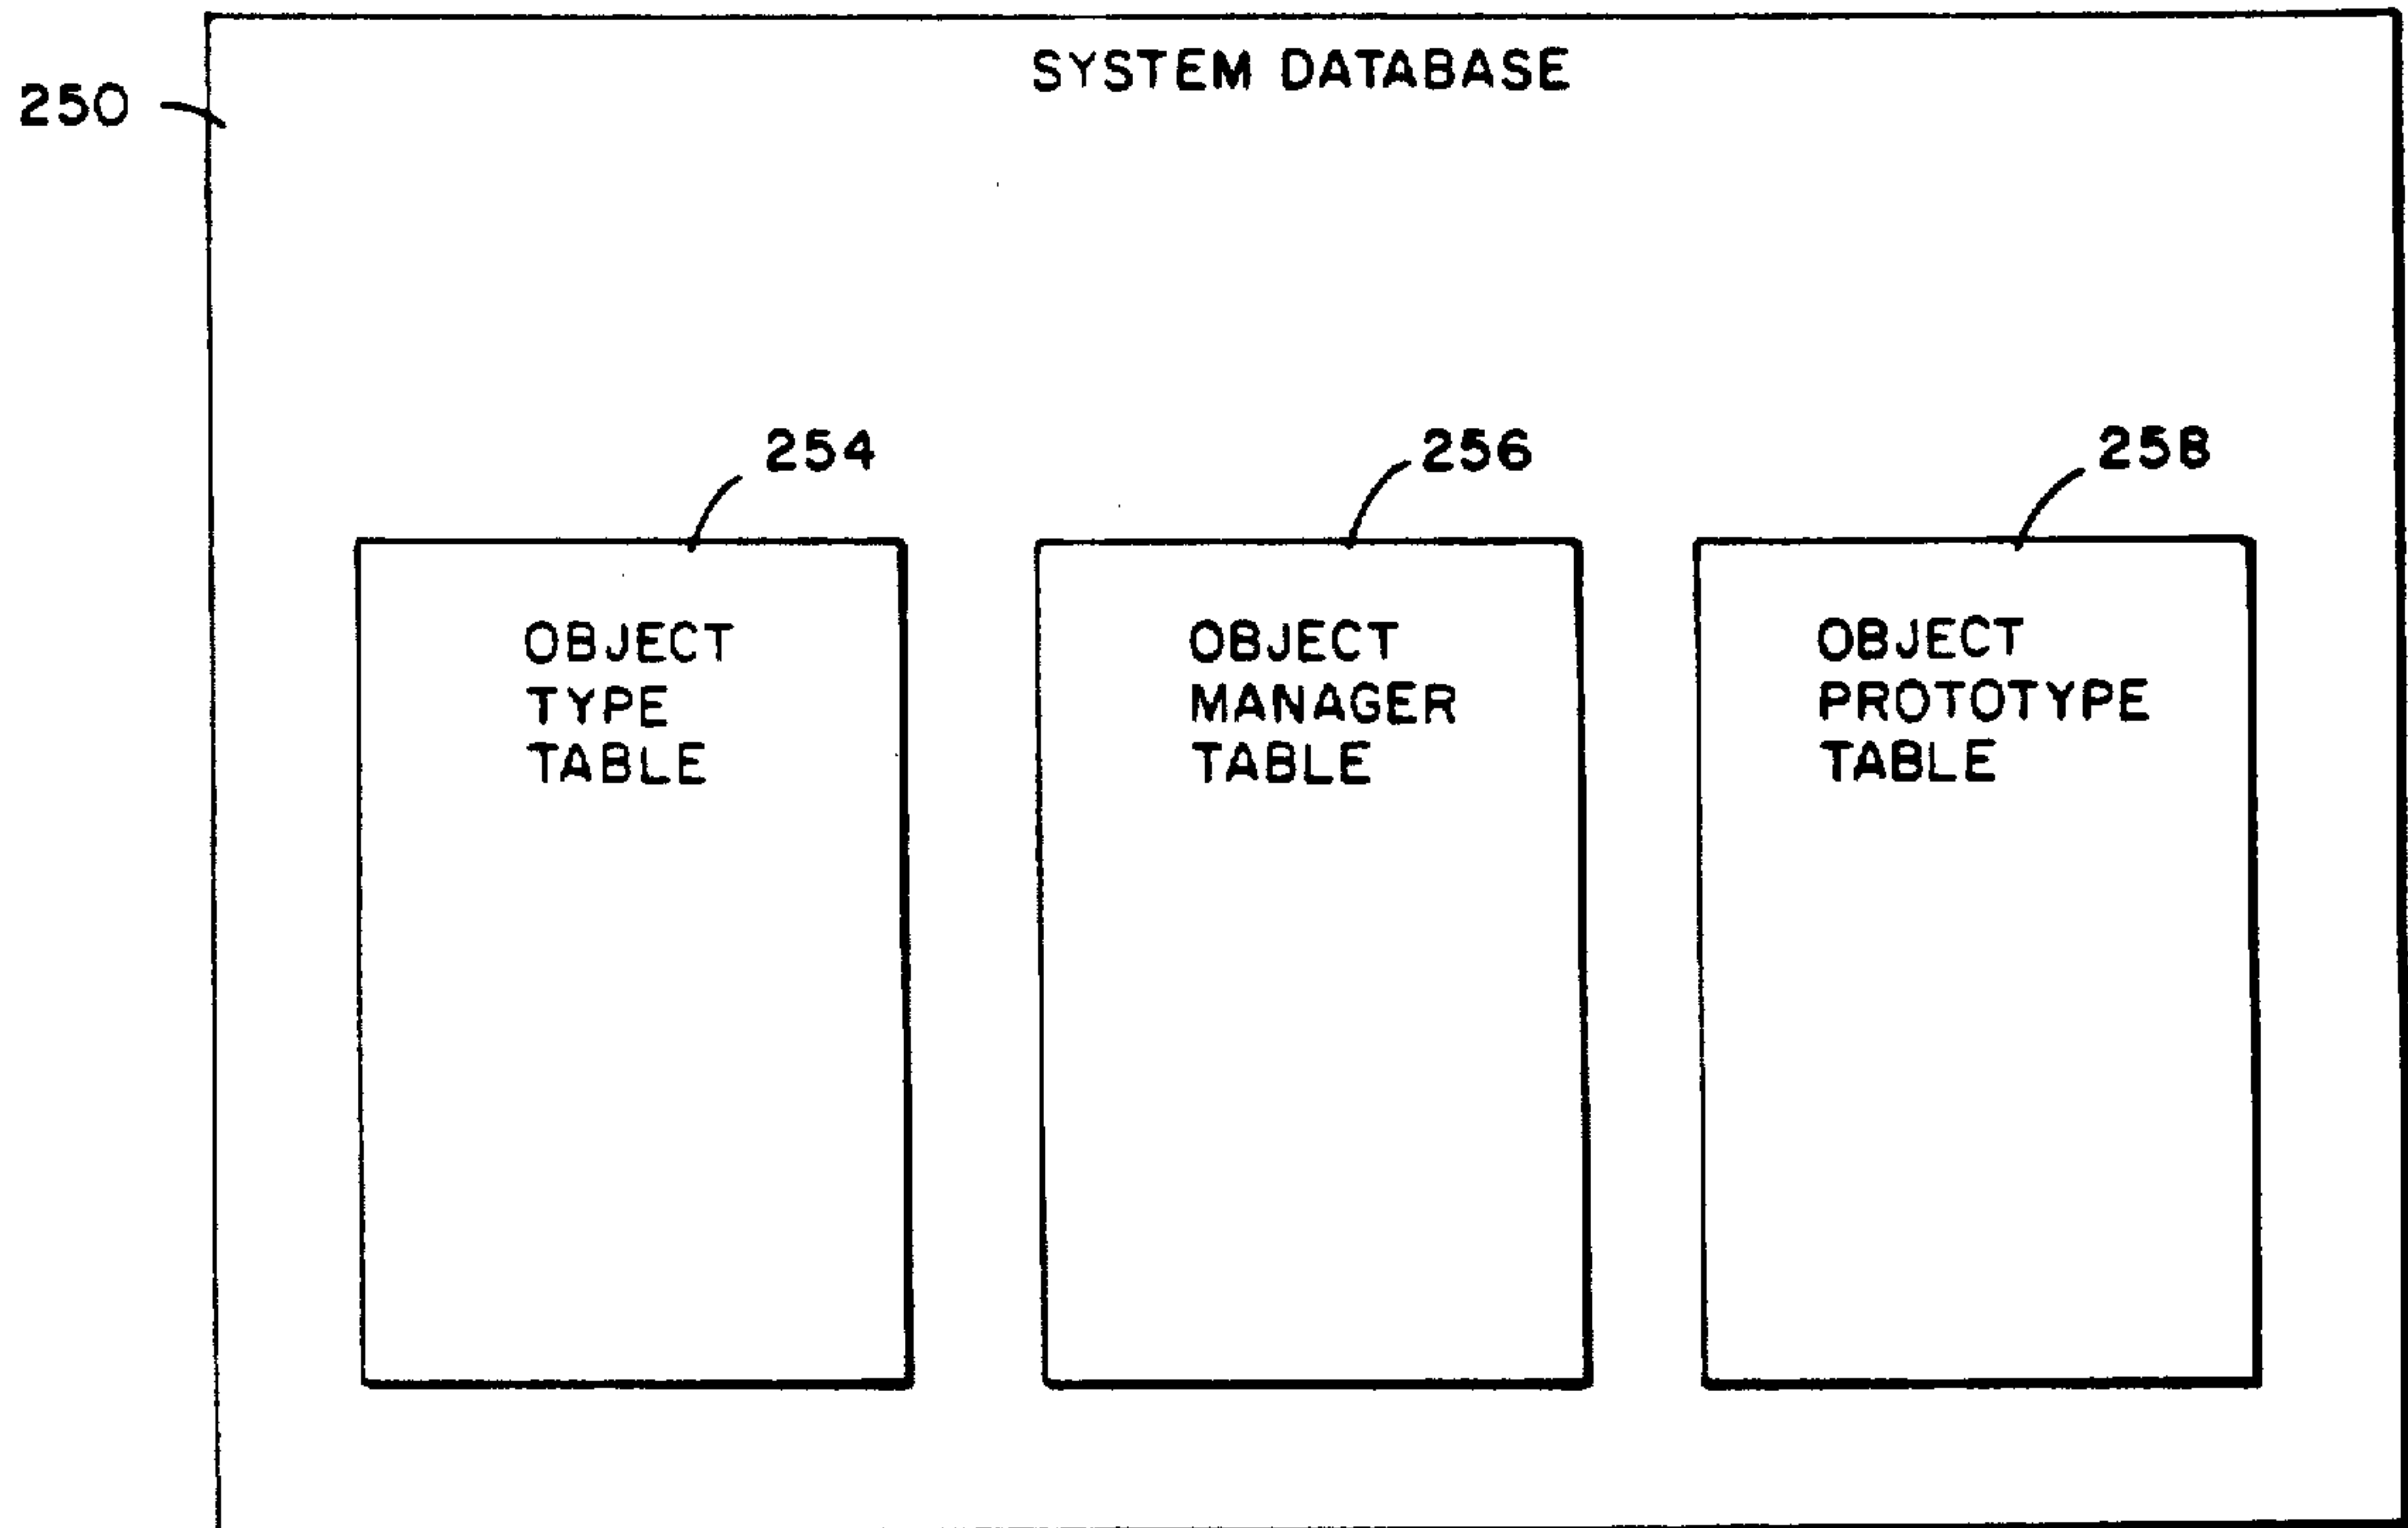 SYSTEM DATABASE
250
254
256
258
OBJECT
TYPE
TABLE
OBJECT
MANAGER
TABLE
OBJECT
PROTOTYPE
TABLE